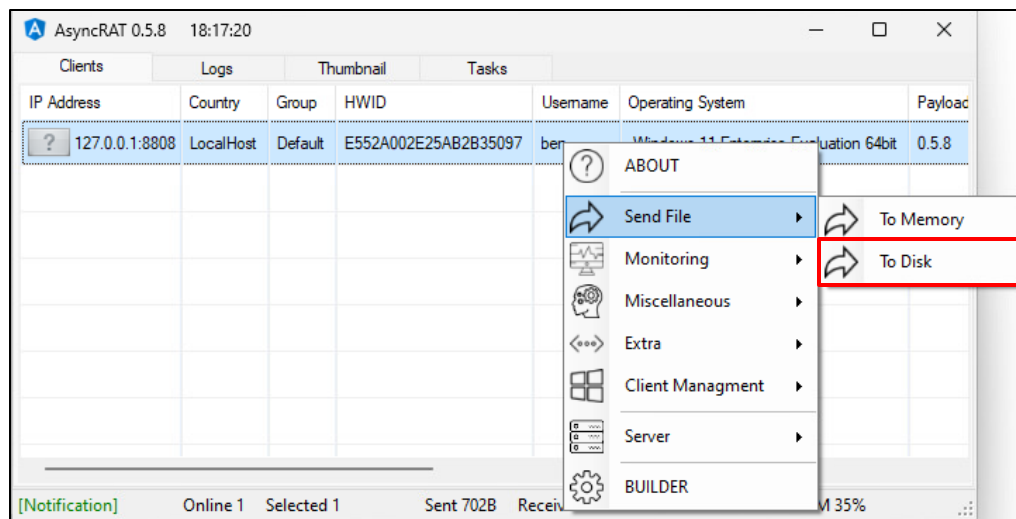 AsyncRAT 0.5.8 18:17:20
Clients Logs Thumbnail Tasks
IP Address Country Group HWID Username Operating System Payload
? 127.0.0.1:8808 LocalHost Default E552A002E25AB2B35097 ben Windows 11 Enterprise Evaluation 64bit 0.5.8
? ABOUT
Send File To Memory
Monitoring To Disk
Miscellaneous
Extra
Client Managment
Server
BUILDER
[Notification] Online 1 Selected 1 Sent 702B Receiv M 35%